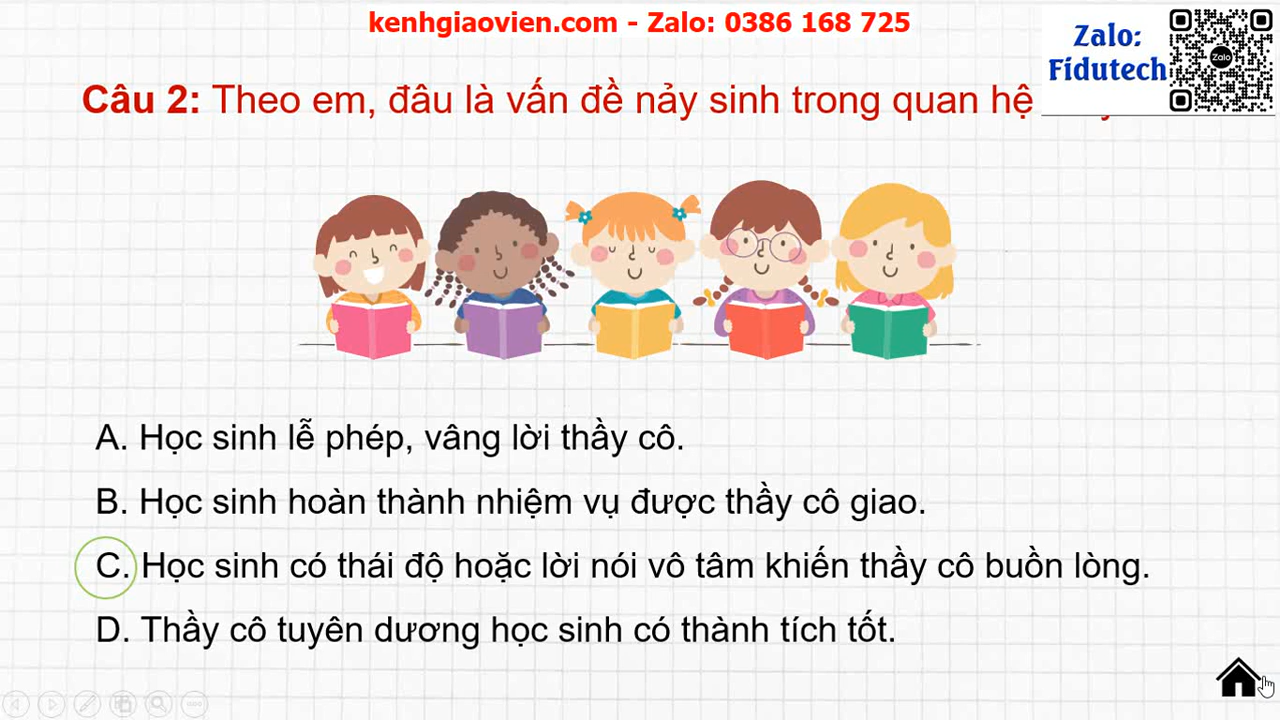 kenhgiaovien.com - Zalo: 0386 168 725
Zalo:
Fidutech
Zalo
Câu 2: Theo em, đâu là vấn đề nảy sinh trong quan hệ
A. Học sinh lễ phép, vâng lời thầy cô.
B. Học sinh hoàn thành nhiệm vụ được thầy cô giao.
C. Học sinh có thái độ hoặc lời nói vô tâm khiến thầy cô buồn lòng.
D. Thầy cô tuyên dương học sinh có thành tích tốt.